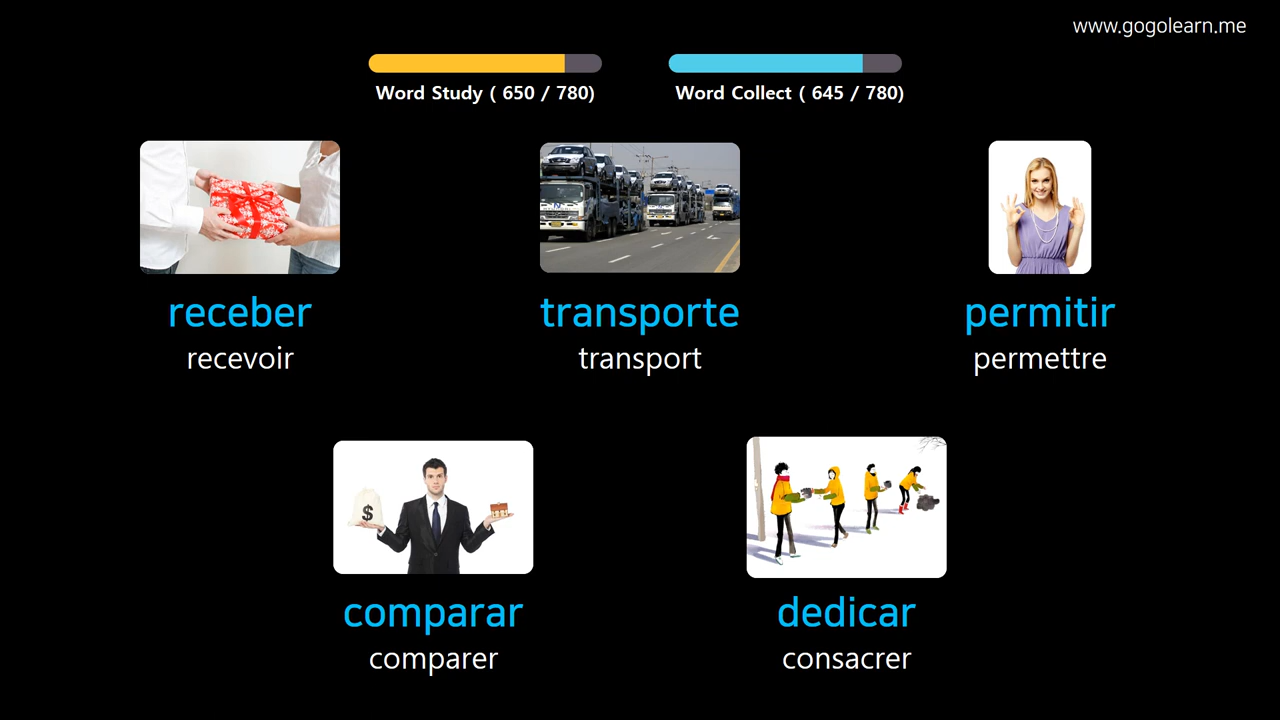 www.gogolearn.me
Word Study ( 650 / 780)
Word Collect ( 645 / 780)
receber
recevoir
transporte
transport
permitir
permettre
comparar
comparer
dedicar
consacrer